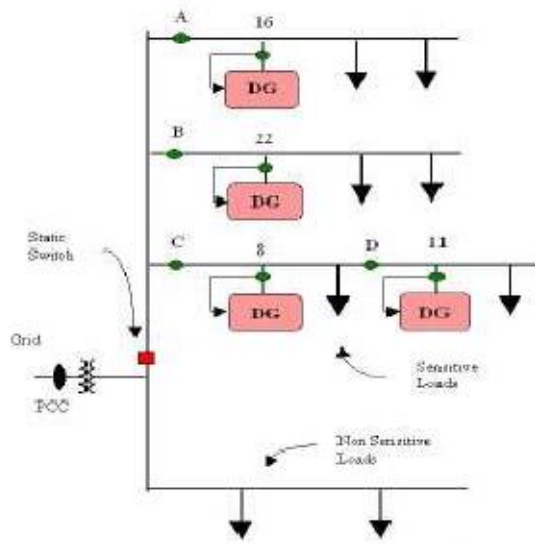 A
16
DG
B
22
DG
Static
Switch
C
8
D
11
DG
DG
Grid
PCC
Sensitive
Loads
Non Sensitive
Loads